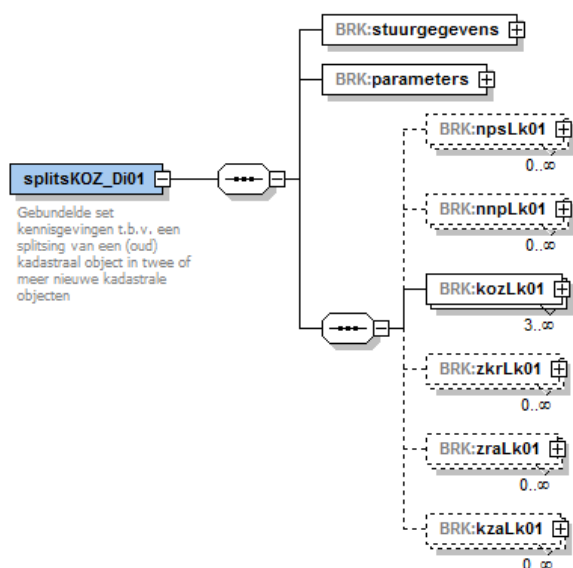 BRK:stuurgegevens
BRK:parameters
BRK:npsLk01
0..∞
BRK:nnpLk01
0..∞
splitsKOZ_Di01
Gebundelde set
kennisgevingen t.b.v. een
splitsing van een (oud)
kadastraal object in twee of
meer nieuwe kadastrale
objecten
BRK:kozLk01
3..∞
BRK:zkrLk01
0..∞
BRK:zraLk01
0..∞
BRK:kzaLk01
0..∞